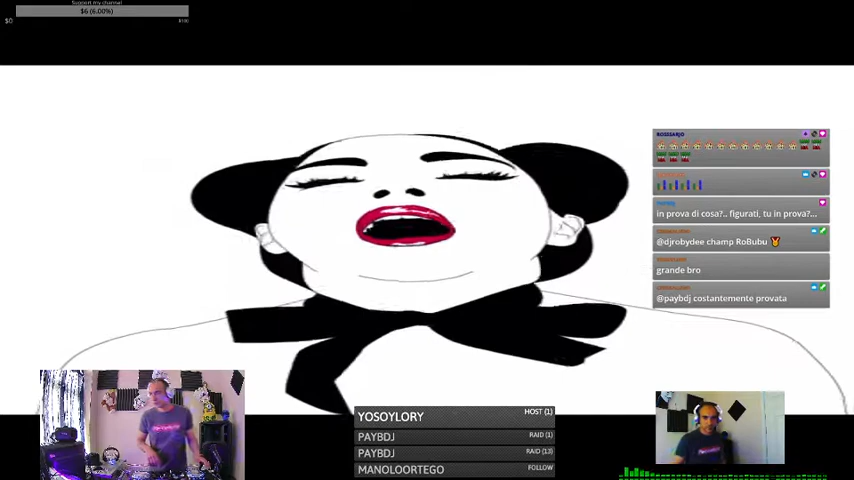 Support my channel
$0
$6 (6.00%)
$100
ROSSSARJO
in prova di cosa?.. figurati, tu in prova?...
@djrobydee champ RoBubu
grande bro
@paybdj costantemente provata
YOSOYLORY HOST (1)
PAYBDJ RAID (1)
PAYBDJ RAID (13)
MANOLOORTEGO FOLLOW